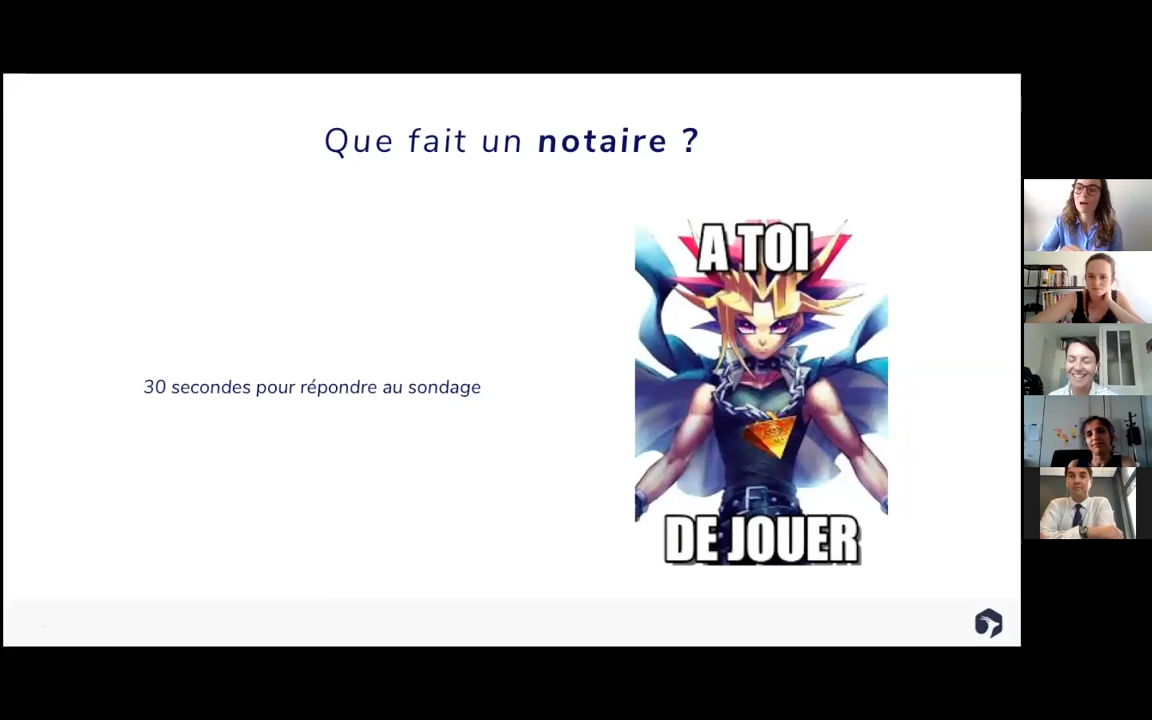 Que fait un notaire ?
A TOI
30 secondes pour répondre au sondage
DE JOUER